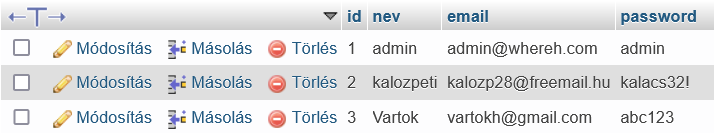 id nev email password
Módosítás Másolás Törlés 1 admin admin@whereh.com admin
Módosítás Másolás Törlés 2 kalozpeti kalozp28@freemail.hu kalacs32!
Módosítás Másolás Törlés 3 Vartok vartokh@gmail.com abc123